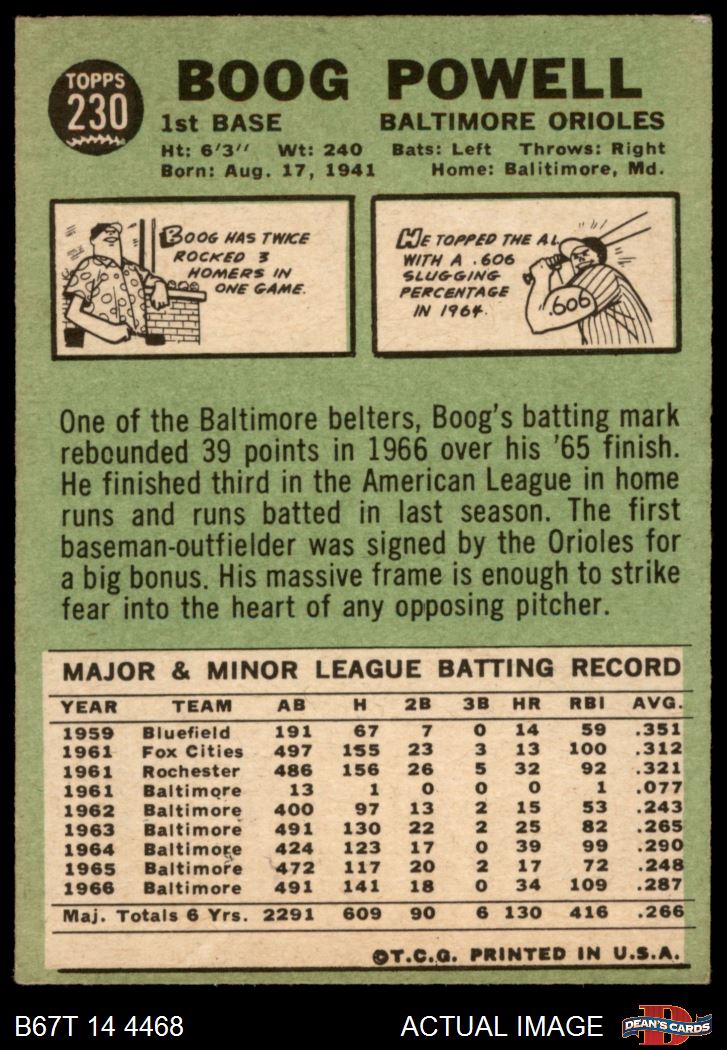 TOPPS
230
BOOG POWELL
1st BASE BALTIMORE ORIOLES
Ht: 6'3" Wt: 240 Bats: Left Throws: Right
Born: Aug. 17, 1941 Home: Balitimore, Md.
BOOG HAS TWICE
ROCKED 3
HOMERS IN
ONE GAME.
HE TOPPED THE AL
WITH A .606
SLUGGING
PERCENTAGE
IN 1964.
.606
One of the Baltimore belters, Boog's batting mark
rebounded 39 points in 1966 over his '65 finish.
He finished third in the American League in home
runs and runs batted in last season. The first
baseman-outfielder was signed by the Orioles for
a big bonus. His massive frame is enough to strike
fear into the heart of any opposing pitcher.
MAJOR & MINOR LEAGUE BATTING RECORD
YEAR TEAM AB H 2B 3B HR RBI AVG.
1959 Bluefield 191 67 7 0 14 59 .351
1961 Fox Cities 497 155 23 3 13 100 .312
1961 Rochester 486 156 26 5 32 92 .321
1961 Baltimore 13 1 0 0 0 1 .077
1962 Baltimore 400 97 13 2 15 53 .243
1963 Baltimore 491 130 22 2 25 82 .265
1964 Baltimore 424 123 17 0 39 99 .290
1965 Baltimore 472 117 20 2 17 72 .248
1966 Baltimore 491 141 18 0 34 109 .287
Maj. Totals 6 Yrs. 2291 609 90 6 130 416 .266
©T.C.G. PRINTED IN U.S.A.
B67T 14 4468 ACTUAL IMAGE
D
DEAN'S CARDS